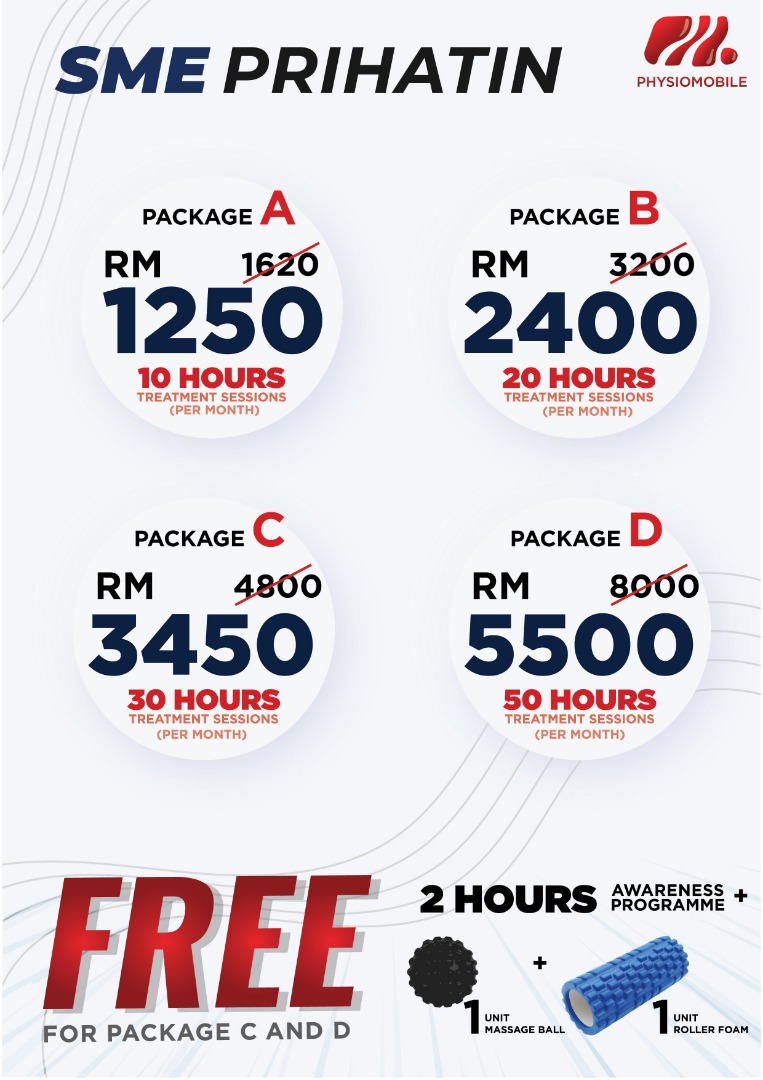 SME PRIHATIN
PHYSIOMOBILE
PACKAGE A
RM 1620
1250
10 HOURS
TREATMENT SESSIONS
(PER MONTH)
PACKAGE B
RM 3200
2400
20 HOURS
TREATMENT SESSIONS
(PER MONTH)
PACKAGE C
RM 4800
3450
30 HOURS
TREATMENT SESSIONS
(PER MONTH)
PACKAGE D
RM 8000
5500
50 HOURS
TREATMENT SESSIONS
(PER MONTH)
FREE
FOR PACKAGE C AND D
2 HOURS AWARENESS
PROGRAMME +
+
1 UNIT
MASSAGE BALL
1 UNIT
ROLLER FOAM